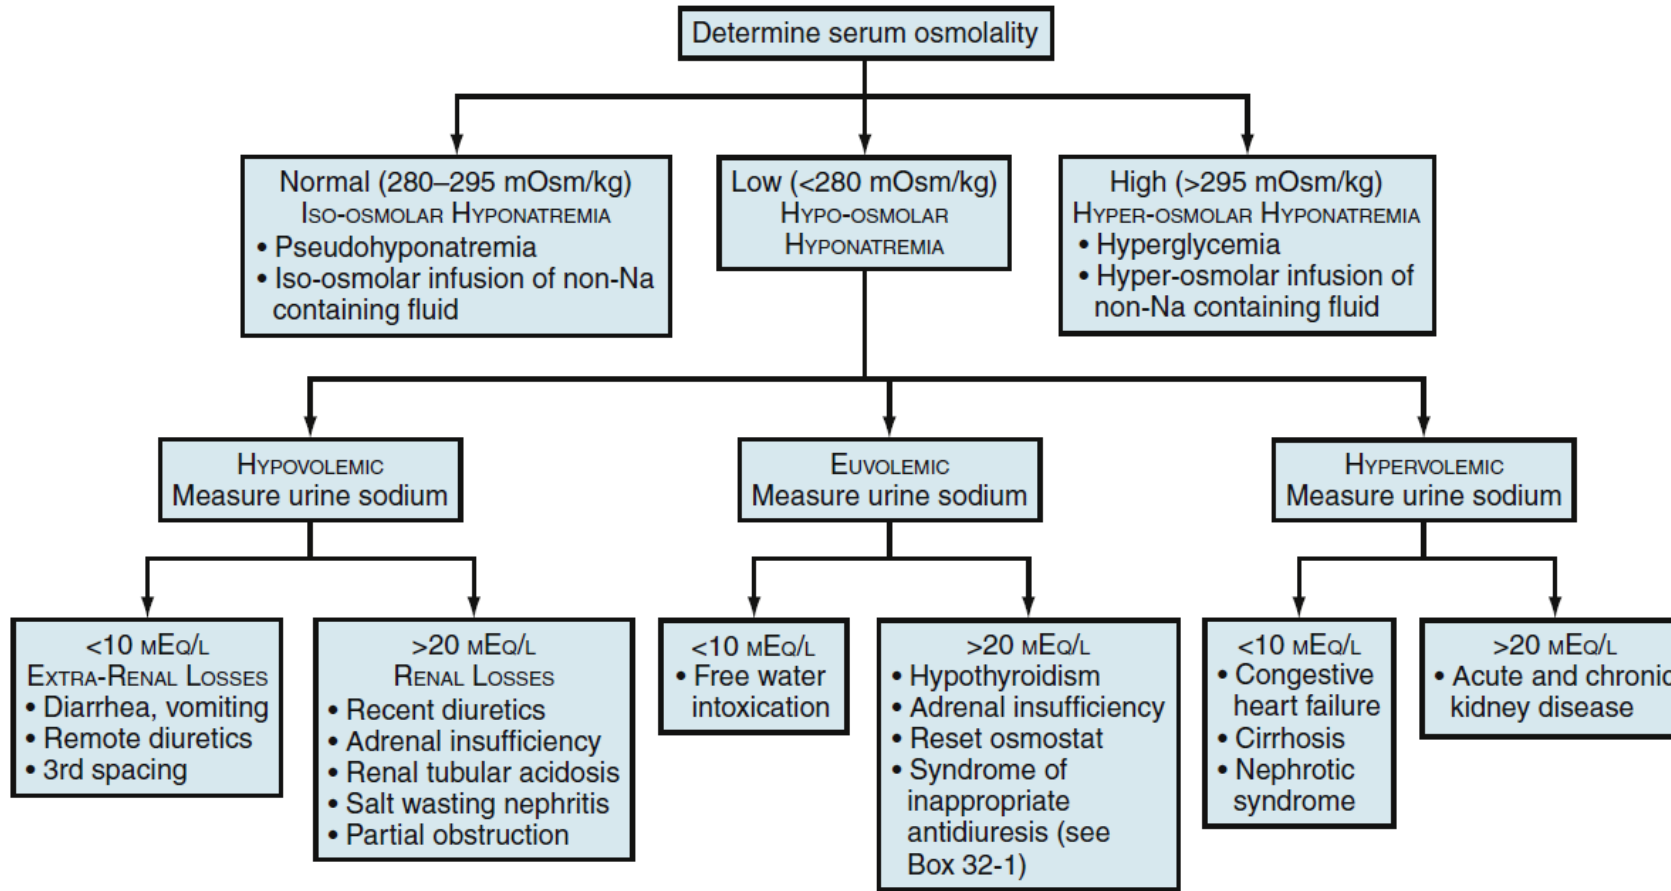 Determine serum osmolality
Normal (280–295 mOsm/kg)
ISO-OSMOLAR HYPONATREMIA
• Pseudohyponatremia
• Iso-osmolar infusion of non-Na
containing fluid
Low (<280 mOsm/kg)
HYPO-OSMOLAR
HYPONATREMIA
High (>295 mOsm/kg)
HYPER-OSMOLAR HYPONATREMIA
• Hyperglycemia
• Hyper-osmolar infusion of
non-Na containing fluid
HYPOVOLEMIC
Measure urine sodium
EUVOLEMIC
Measure urine sodium
HYPERVOLEMIC
Measure urine sodium
<10 MEQ/L
EXTRA-RENAL LOSSES
• Diarrhea, vomiting
• Remote diuretics
• 3rd spacing
>20 MEQ/L
RENAL LOSSES
• Recent diuretics
• Adrenal insufficiency
• Renal tubular acidosis
• Salt wasting nephritis
• Partial obstruction
<10 MEQ/L
• Free water
intoxication
>20 MEQ/L
• Hypothyroidism
• Adrenal insufficiency
• Reset osmostat
• Syndrome of
inappropriate
antidiuresis (see
Box 32-1)
<10 MEQ/L
• Congestive
heart failure
• Cirrhosis
• Nephrotic
syndrome
>20 MEQ/L
• Acute and chronic
kidney disease